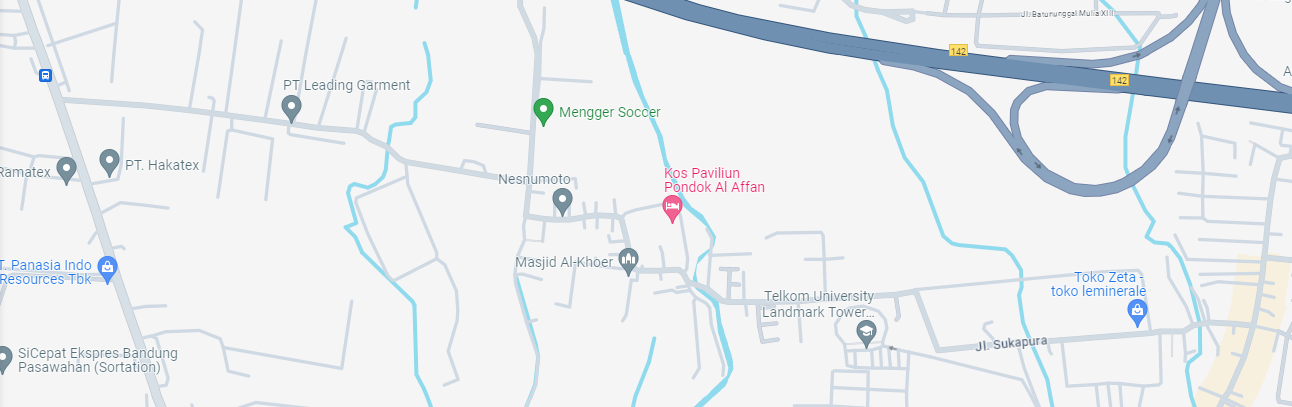 Jl. Batununggal Mulia XIII
142
142
PT Leading Garment
Mengger Soccer
Ramatex
PT. Hakatex
Nesnumoto
Kos Paviliun
Pondok Al Affan
T. Panasia Indo
Resources Tbk
Masjid Al-Khoer
Toko Zeta -
toko leminerale
Telkom University
Landmark Tower...
Jl. Sukapura
SiCepat Ekspres Bandung
Pasawahan (Sortation)